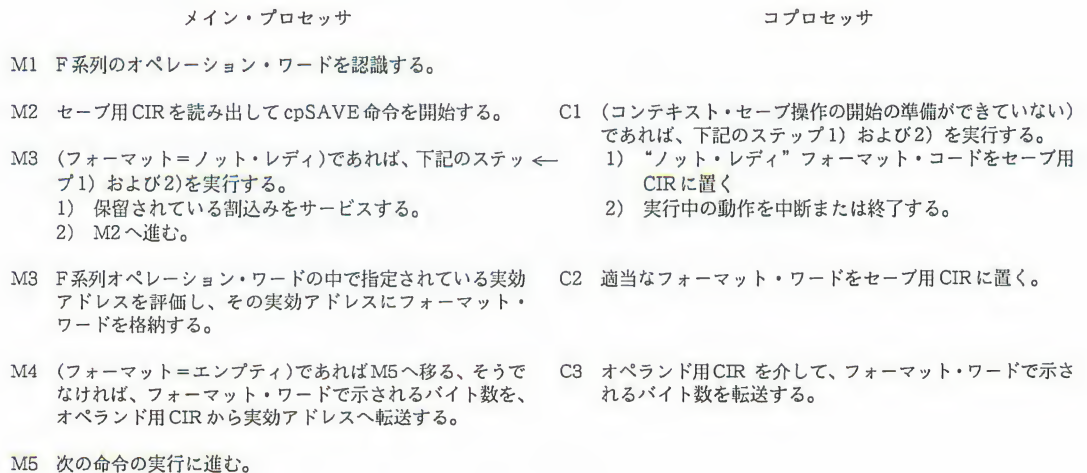 メイン・プロセッサ
コプロセッサ
M1 F系列のオペレーション・ワードを認識する。
M2 セーブ用CIRを読み出してcpSAVE命令を開始する。
C1 (コンテキスト・セーブ操作の開始の準備ができていない)
であれば、下記のステップ1) および2) を実行する。
1) “ノット・レディ” フォーマット・コードをセーブ用
CIRに置く
2) 実行中の動作を中断または終了する。
M3 (フォーマット=ノット・レディ)であれば、下記のステッ ←
プ1) および2)を実行する。
1) 保留されている割込みをサービスする。
2) M2へ進む。
M3 F系列オペレーション・ワードの中で指定されている実効
アドレスを評価し、その実効アドレスにフォーマット・
ワードを格納する。
C2 適当なフォーマット・ワードをセーブ用CIRに置く。
M4 (フォーマット=エンプティ)であればM5へ移る、そうで
なければ、フォーマット・ワードで示されるバイト数を、
オペランド用CIRから実効アドレスへ転送する。
C3 オペランド用CIR を介して、フォーマット・ワードで示さ
れるバイト数を転送する。
M5 次の命令の実行に進む。